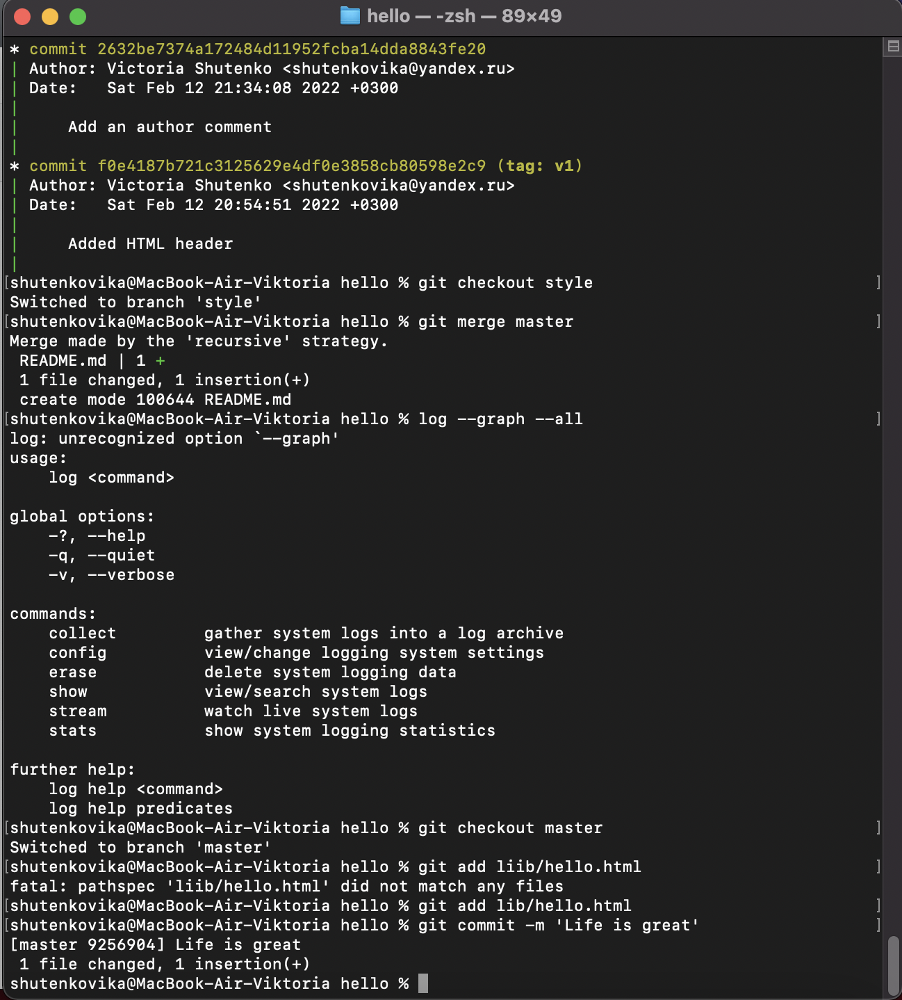 hello — -zsh — 89×49
* commit 2632be7374a172484d11952fcba14dda8843fe20
| Author: Victoria Shutenko <shutenkovika@yandex.ru>
| Date:   Sat Feb 12 21:34:08 2022 +0300
|
|     Add an author comment
|
* commit f0e4187b721c3125629e4df0e3858cb80598e2c9 (tag: v1)
| Author: Victoria Shutenko <shutenkovika@yandex.ru>
| Date:   Sat Feb 12 20:54:51 2022 +0300
|
|     Added HTML header
|
[shutenkovika@MacBook-Air-Viktoria hello % git checkout style ]
Switched to branch 'style'
[shutenkovika@MacBook-Air-Viktoria hello % git merge master ]
Merge made by the 'recursive' strategy.
 README.md | 1 +
 1 file changed, 1 insertion(+)
 create mode 100644 README.md
[shutenkovika@MacBook-Air-Viktoria hello % log --graph --all ]
log: unrecognized option `--graph'
usage:
    log <command>

global options:
    -?, --help
    -q, --quiet
    -v, --verbose

commands:
    collect         gather system logs into a log archive
    config          view/change logging system settings
    erase           delete system logging data
    show            view/search system logs
    stream          watch live system logs
    stats           show system logging statistics

further help:
    log help <command>
    log help predicates
[shutenkovika@MacBook-Air-Viktoria hello % git checkout master ]
Switched to branch 'master'
[shutenkovika@MacBook-Air-Viktoria hello % git add liib/hello.html ]
fatal: pathspec 'liib/hello.html' did not match any files
[shutenkovika@MacBook-Air-Viktoria hello % git add lib/hello.html ]
[shutenkovika@MacBook-Air-Viktoria hello % git commit -m 'Life is great' ]
[master 9256904] Life is great
 1 file changed, 1 insertion(+)
shutenkovika@MacBook-Air-Viktoria hello %